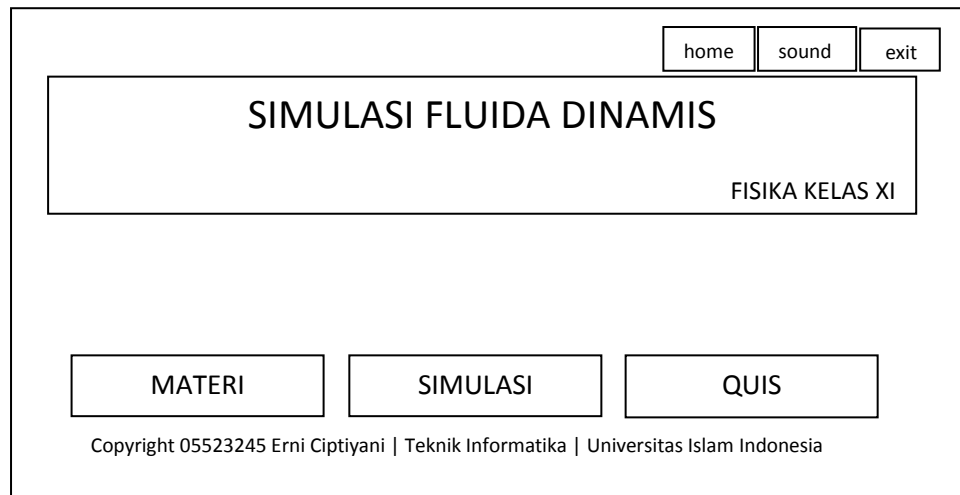 home sound exit
SIMULASI FLUIDA DINAMIS
FISIKA KELAS XI
MATERI SIMULASI QUIS
Copyright 05523245 Erni Ciptiyani | Teknik Informatika | Universitas Islam Indonesia